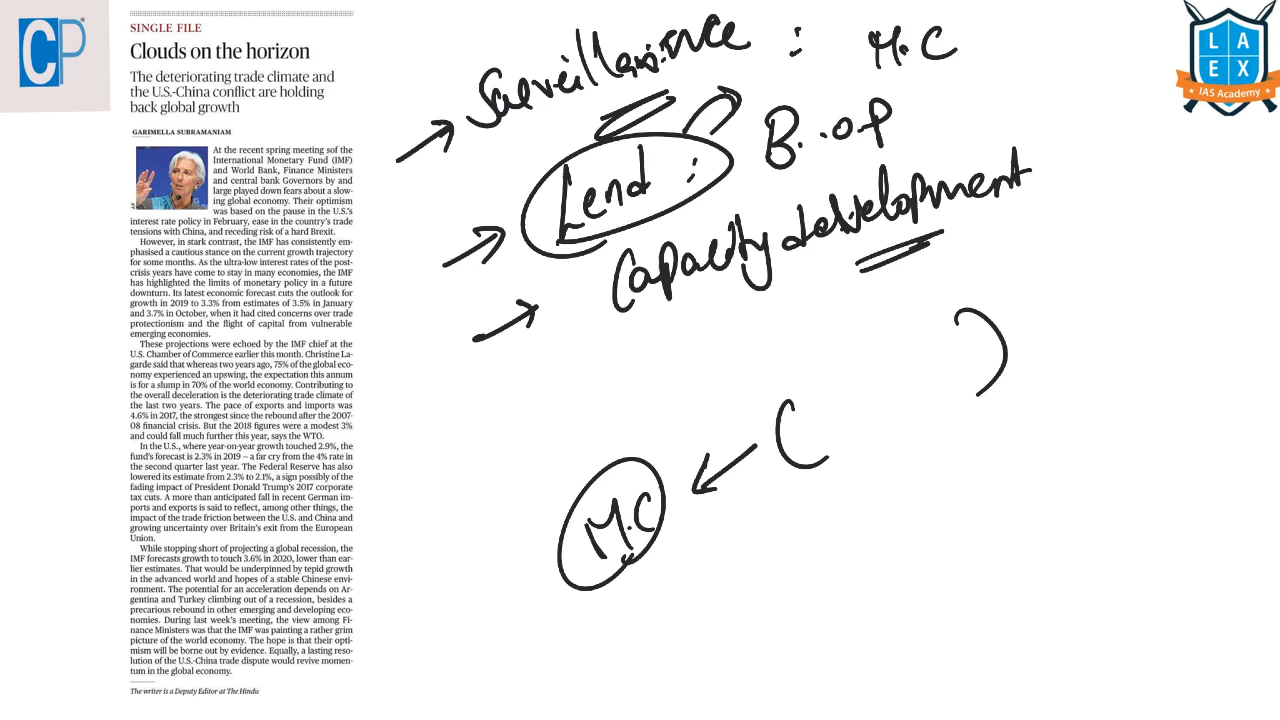 CP
SINGLE FILE
Clouds on the horizon
The deteriorating trade climate and
the U.S.-China conflict are holding
back global growth
GARIMELLA SUBRAMANIAM
At the recent spring meeting sof the
International Monetary Fund (IMF)
and World Bank, Finance Ministers
and central bank Governors by and
large played down fears about a slow-
ing global economy. Their optimism
was based on the pause in the U.S.'s
interest rate policy in February, ease in the country's trade
tensions with China, and receding risk of a hard Brexit.
However, in stark contrast, the IMF has consistently em-
phasised a cautious stance on the current growth trajectory
for some months. As the ultra-low interest rates of the post-
crisis years have come to stay in many economies, the IMF
has highlighted the limits of monetary policy in a future
downturn. Its latest economic forecast cuts the outlook for
growth in 2019 to 3.3% from estimates of 3.5% in January
and 3.7% in October, when it had cited concerns over trade
protectionism and the flight of capital from vulnerable
emerging economies.
These projections were echoed by the IMF chief at the
U.S. Chamber of Commerce earlier this month. Christine La-
garde said that whereas two years ago, 75% of the global eco-
nomy experienced an upswing, the expectation this annum
is for a slump in 70% of the world economy. Contributing to
the overall deceleration is the deteriorating trade climate of
the last two years. The pace of exports and imports was
4.6% in 2017, the strongest since the rebound after the 2007-
08 financial crisis. But the 2018 figures were a modest 3%
and could fall much further this year, says the WTO.
In the U.S., where year-on-year growth touched 2.9%, the
fund's forecast is 2.3% in 2019 — a far cry from the 4% rate in
the second quarter last year. The Federal Reserve has also
lowered its estimate from 2.3% to 2.1%, a sign possibly of the
fading impact of President Donald Trump's 2017 corporate
tax cuts. A more than anticipated fall in recent German im-
ports and exports is said to reflect, among other things, the
impact of the trade friction between the U.S. and China and
growing uncertainty over Britain's exit from the European
Union.
While stopping short of projecting a global recession, the
IMF forecasts growth to touch 3.6% in 2020, lower than ear-
lier estimates. That would be underpinned by tepid growth
in the advanced world and hopes of a stable Chinese envi-
ronment. The potential for an acceleration depends on Ar-
gentina and Turkey climbing out of a recession, besides a
precarious rebound in other emerging and developing eco-
nomies. During last week's meeting, the view among Fi-
nance Ministers was that the IMF was painting a rather grim
picture of the world economy. The hope is that their opti-
mism will be borne out by evidence. Equally, a lasting reso-
lution of the U.S.-China trade dispute would revive momen-
tum in the global economy.
The writer is a Deputy Editor at The Hindu
Surveillance : M.C
Lend : B.O.P
Capacity development
M.C
L A
E X
IAS Academy